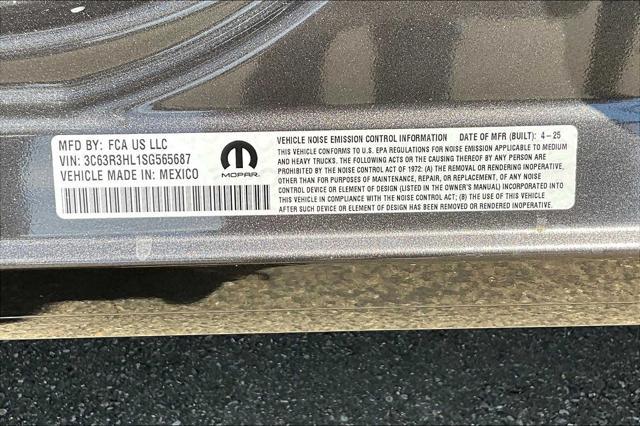 MFD BY: FCA US LLC
VIN: 3C63R3HL1SG565687
VEHICLE MADE IN: MEXICO
MOPAR
VEHICLE NOISE EMISSION CONTROL INFORMATION DATE OF MFR (BUILT): 4-25
CONFORMS TO U.S. EPA REGULATIONS FOR NOISE EMISSION APPLICABLE TO MEDIUM
AND HEAVY TRUCKS. THE FOLLOWING ACTS OR THE CAUSING THEREOF BY ANY PERSON ARE
PROHIBITED BY THE NOISE CONTROL ACT OF 1972: (A) THE REMOVAL OR RENDERING INOPERATIVE,
OTHER THAN FOR PURPOSES OF MAINTENANCE, REPAIR, OR REPLACEMENT, OF ANY NOISE CONTROL
DEVICE OR ELEMENT OF DESIGN (LISTED IN THE OWNER'S MANUAL) INCORPORATED INTO THIS
VEHICLE IN COMPLIANCE WITH THE NOISE CONTROL ACT; (B) THE USE OF THIS VEHICLE
AFTER SUCH DEVICE OR ELEMENT OF DESIGN HAS BEEN REMOVED OR RENDERED INOPERATIVE.